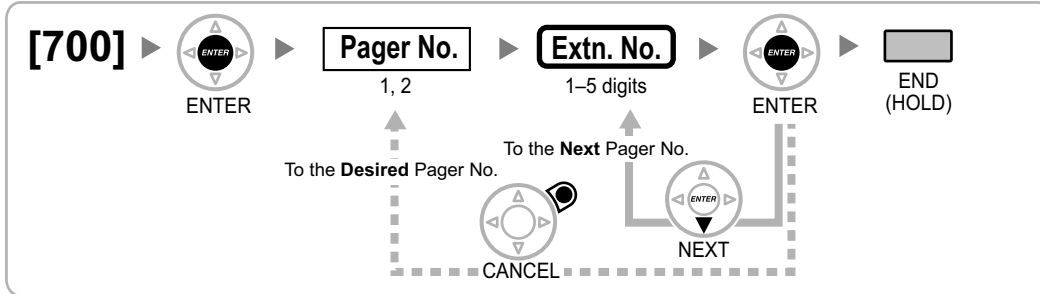 [700]
ENTER
ENTER
Pager No.
1, 2
Extn. No.
1–5 digits
ENTER
ENTER
END
(HOLD)
To the Desired Pager No.
To the Next Pager No.
CANCEL
ENTER
NEXT